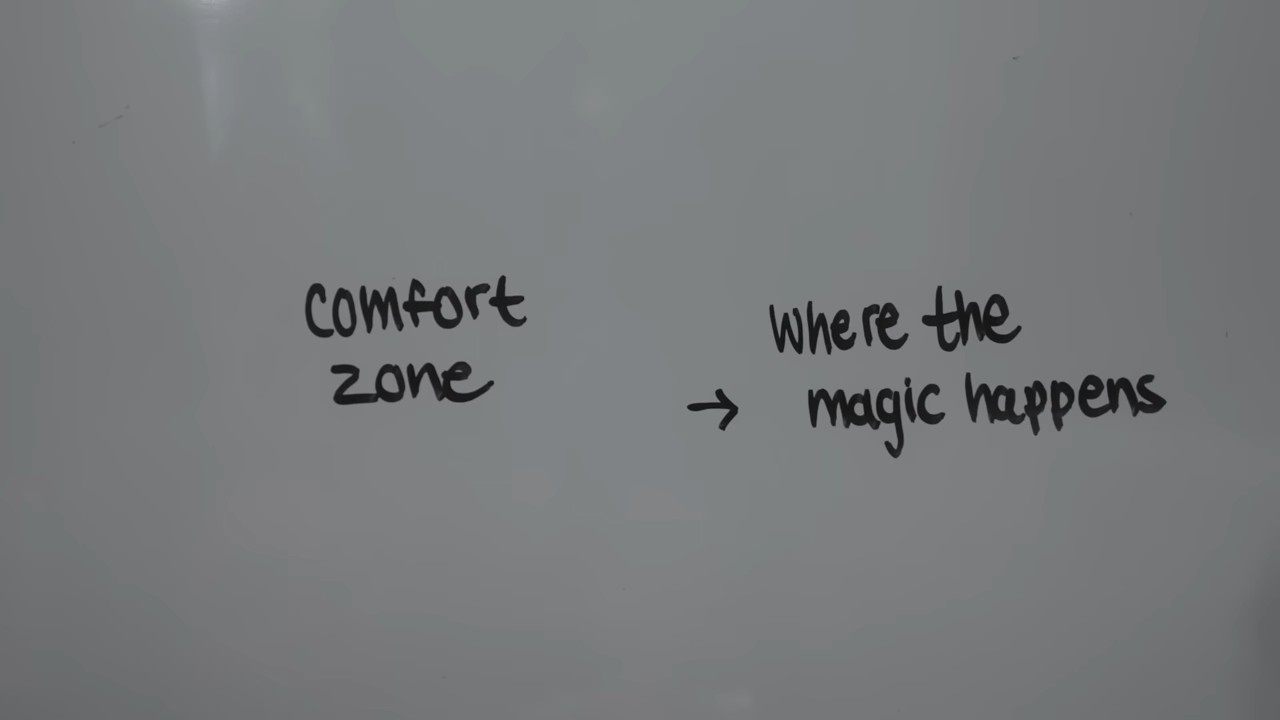 comfort
zone
where the
→ magic happens